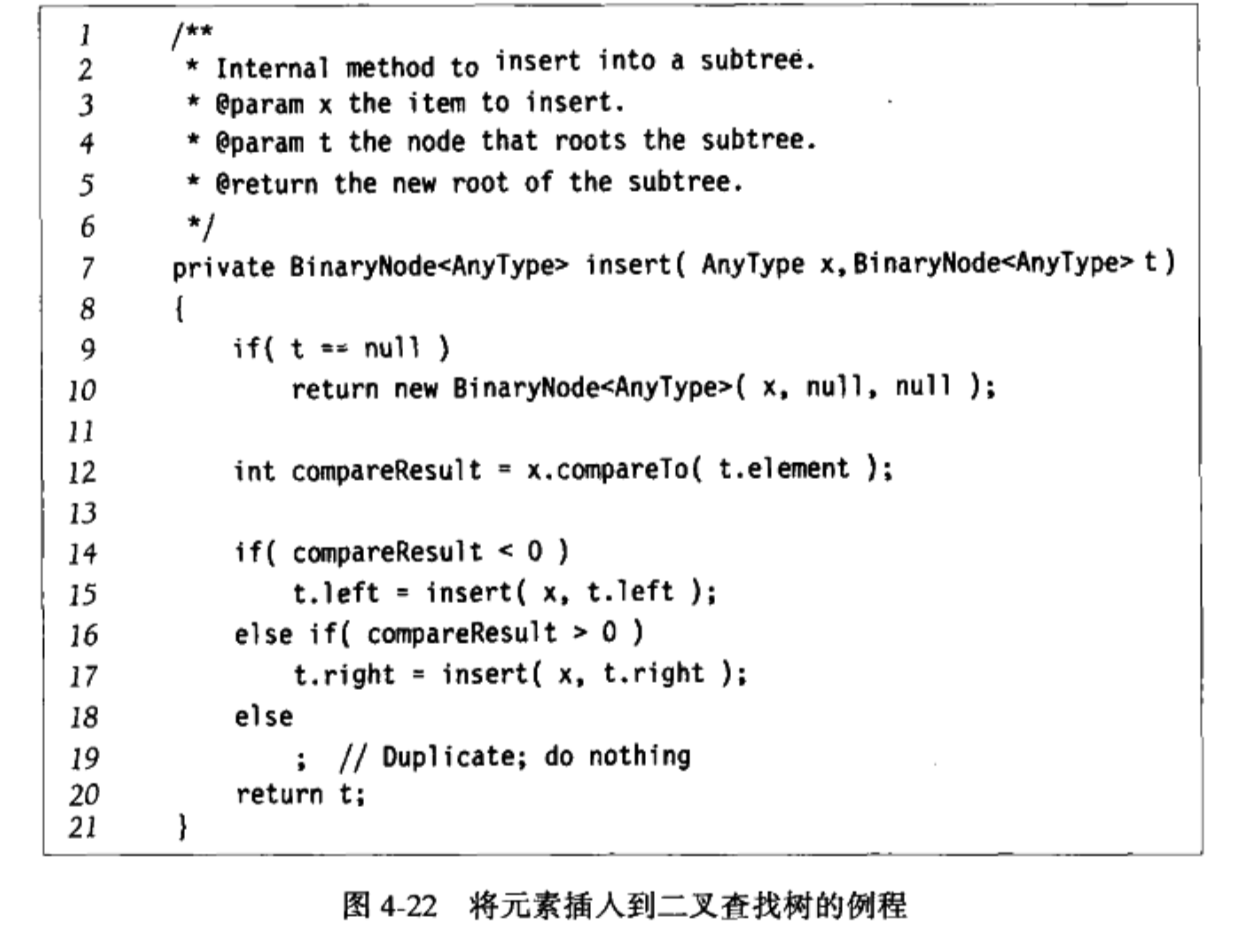 1 /**
2 * Internal method to insert into a subtree.
3 * @param x the item to insert.
4 * @param t the node that roots the subtree.
5 * @return the new root of the subtree.
6 */
7 private BinaryNode<AnyType> insert( AnyType x,BinaryNode<AnyType> t )
8 {
9 if( t == null )
10 return new BinaryNode<AnyType>( x, null, null );
11
12 int compareResult = x.compareTo( t.element );
13
14 if( compareResult < 0 )
15 t.left = insert( x, t.left );
16 else if( compareResult > 0 )
17 t.right = insert( x, t.right );
18 else
19 ; // Duplicate; do nothing
20 return t;
21 }
图 4-22 将元素插入到二叉查找树的例程